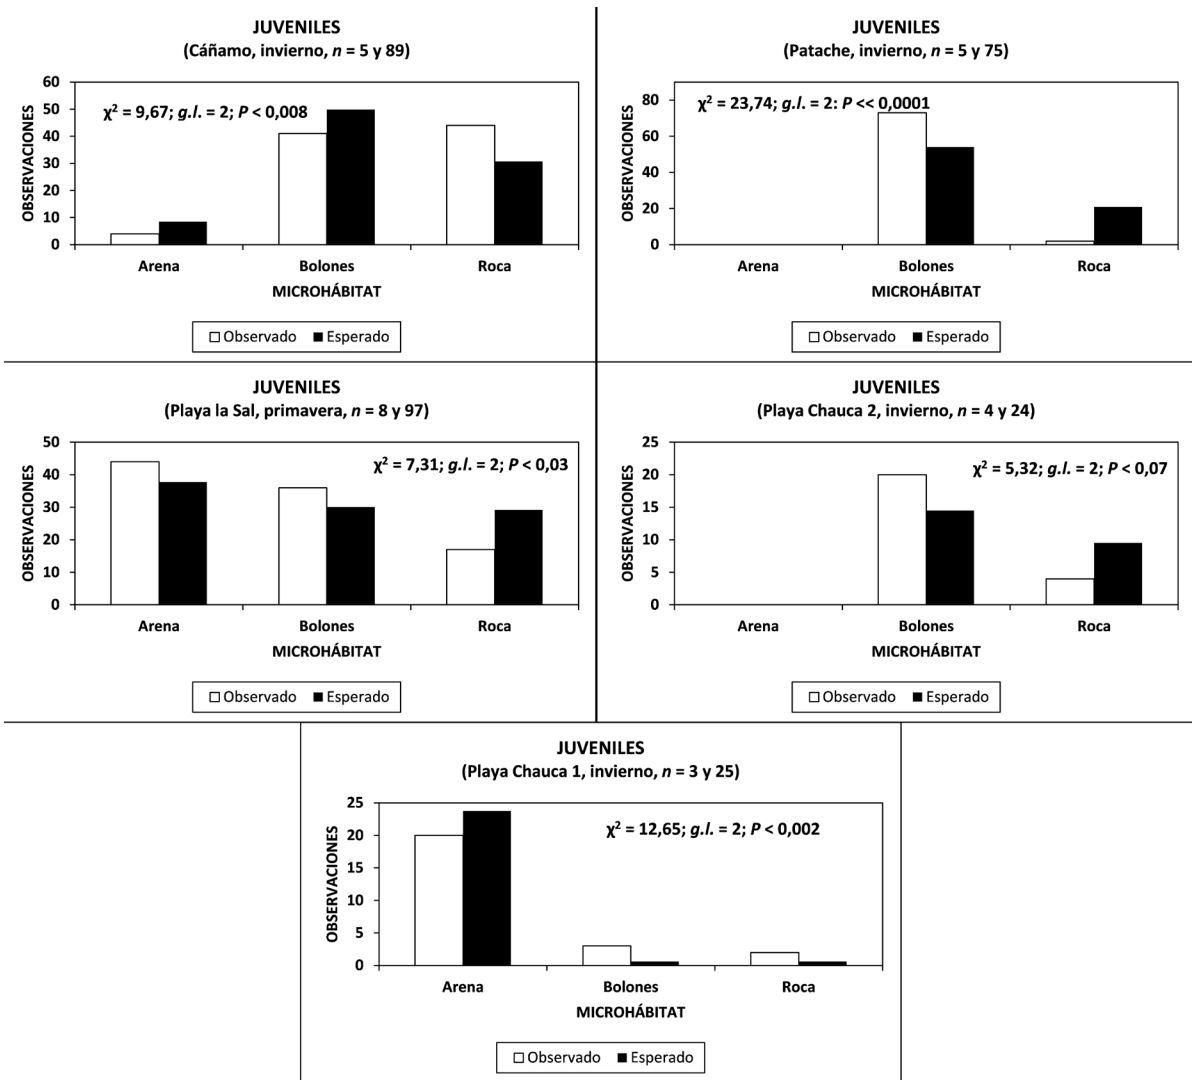 JUVENILES
(Cáñamo, invierno, n = 5 y 89)
60
50
40
30
20
10
0
OBSERVACIONES
χ² = 9,67; g.l. = 2; P < 0,008
Arena Bolones Roca
MICROHÁBITAT
Observado Esperado
JUVENILES
(Patache, invierno, n = 5 y 75)
80
60
40
20
0
OBSERVACIONES
χ² = 23,74; g.l. = 2: P << 0,0001
Arena Bolones Roca
MICROHÁBITAT
Observado Esperado
JUVENILES
(Playa la Sal, primavera, n = 8 y 97)
50
40
30
20
10
0
OBSERVACIONES
χ² = 7,31; g.l. = 2; P < 0,03
Arena Bolones Roca
MICROHÁBITAT
Observado Esperado
JUVENILES
(Playa Chauca 2, invierno, n = 4 y 24)
25
20
15
10
5
0
OBSERVACIONES
χ² = 5,32; g.l. = 2; P < 0,07
Arena Bolones Roca
MICROHÁBITAT
Observado Esperado
JUVENILES
(Playa Chauca 1, invierno, n = 3 y 25)
25
20
15
10
5
0
OBSERVACIONES
χ² = 12,65; g.l. = 2; P < 0,002
Arena Bolones Roca
MICROHÁBITAT
Observado Esperado